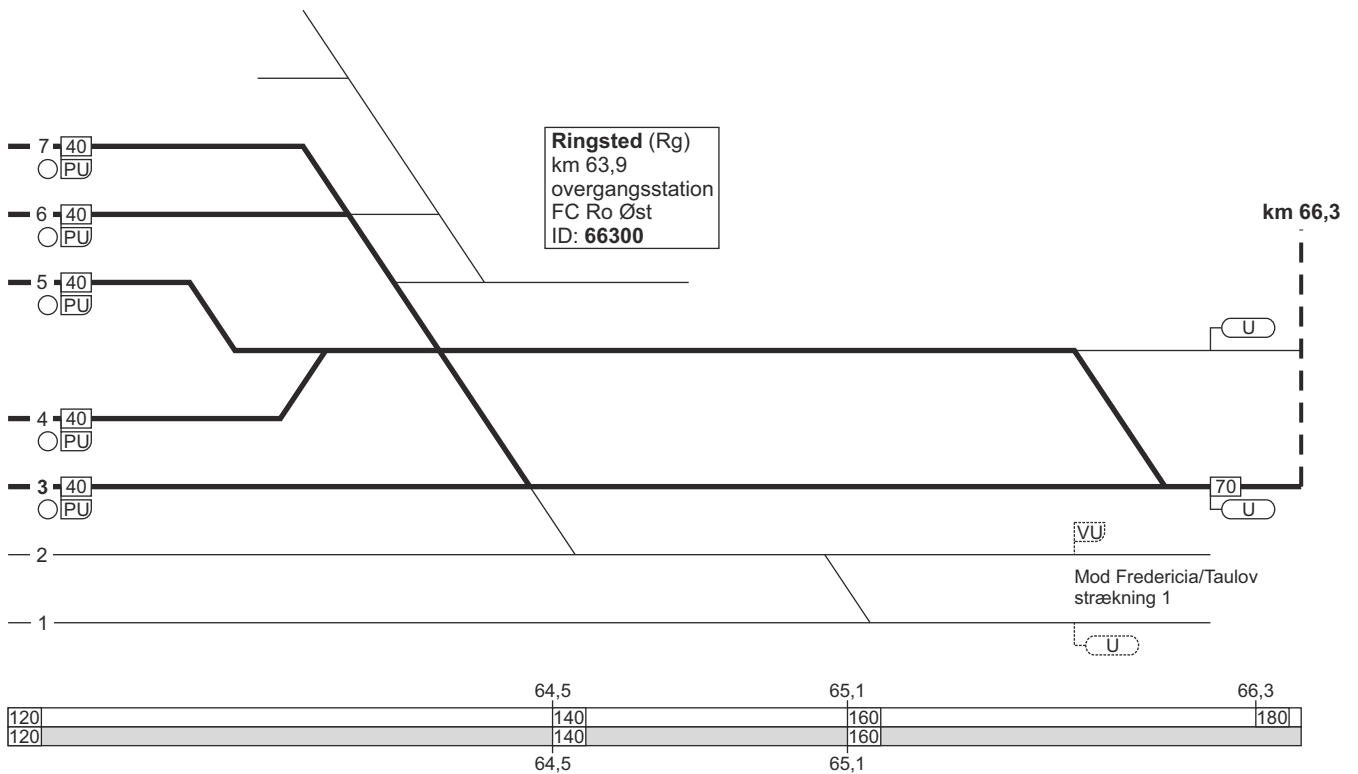 7 40
PU
Ringsted (Rg)
km 63,9
overgangsstation
FC Ro Øst
ID: 66300
6 40
PU
km 66,3
5 40
PU
U
4 40
PU
3 40
PU
70
U
2
VU
Mod Fredericia/Taulov
strækning 1
1
U
64,5 65,1 66,3
120 140 160 180
120 140 160
64,5 65,1